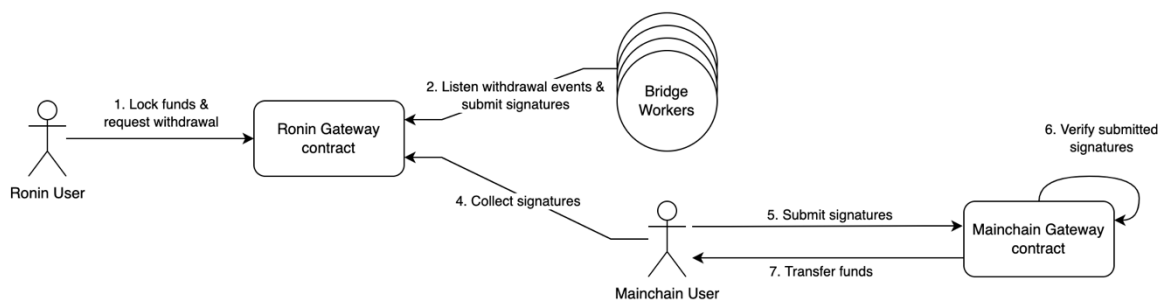 1. Lock funds &
request withdrawal
Ronin User
Ronin Gateway
contract
2. Listen withdrawal events &
submit signatures
Bridge
Workers
4. Collect signatures
Mainchain User
5. Submit signatures
7. Transfer funds
6. Verify submitted
signatures
Mainchain Gateway
contract